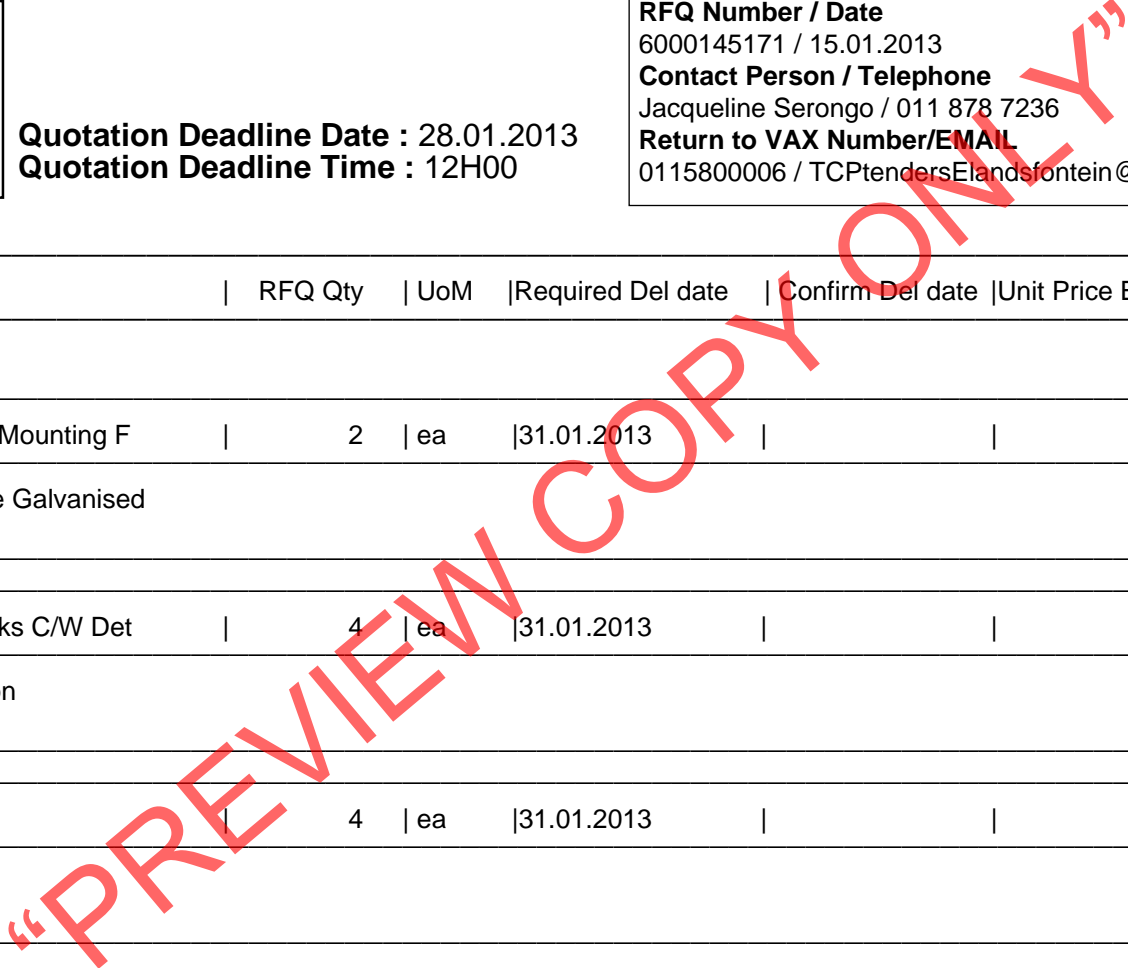 RFQ Number / Date
6000145171 / 15.01.2013
Contact Person / Telephone
Jacqueline Serongo / 011 878 7236
Return to VAX Number/EMAIL
0115800006 / TCPtendersElandsfontein@
Quotation Deadline Date : 28.01.2013
Quotation Deadline Time : 12H00
| RFQ Qty | UoM |Required Del date | Confirm Del date |Unit Price
Mounting F | 2 | ea |31.01.2013 | |
e Galvanised
ks C/W Det | 4 | ea |31.01.2013 | |
n
| 4 | ea |31.01.2013 | |
“PREVIEW COPY ONLY”